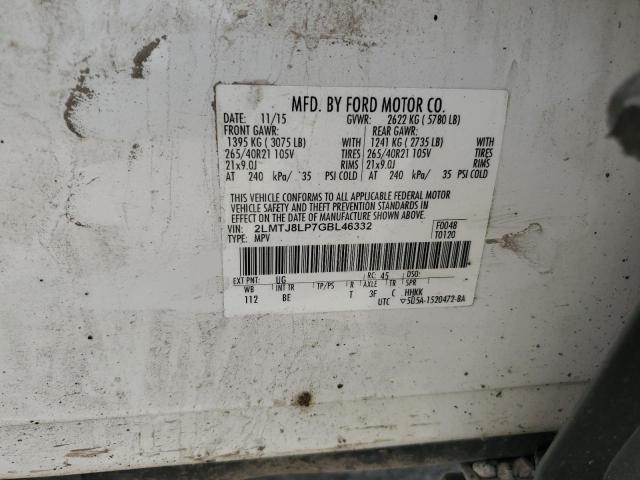 MFD. BY FORD MOTOR CO.
DATE: 11/15 GVWR: 2622 KG ( 5780 LB)
FRONT GAWR: REAR GAWR:
1395 KG ( 3075 LB) WITH 1241 KG ( 2735 LB) WITH
265/40R21 105V TIRES 265/40R21 105V TIRES
21x9.0J RIMS 21x9.0J RIMS
AT 240 kPa/ 35 PSI COLD AT 240 kPa/ 35 PSI COLD
THIS VEHICLE CONFORMS TO ALL APPLICABLE FEDERAL MOTOR
VEHICLE SAFETY AND THEFT PREVENTION STANDARDS IN
EFFECT ON THE DATE OF MANUFACTURE SHOWN ABOVE.
VIN: 2LMTJ8LP7GBL46332 F0048
TYPE: MPV T0120
EXT PNT: UG RC: 45 DSO:
WB INT TR TP/PS R AXLE TR SPR
112 BE T 3F C HHKK
UTC ▽5U5A-1520472-BA